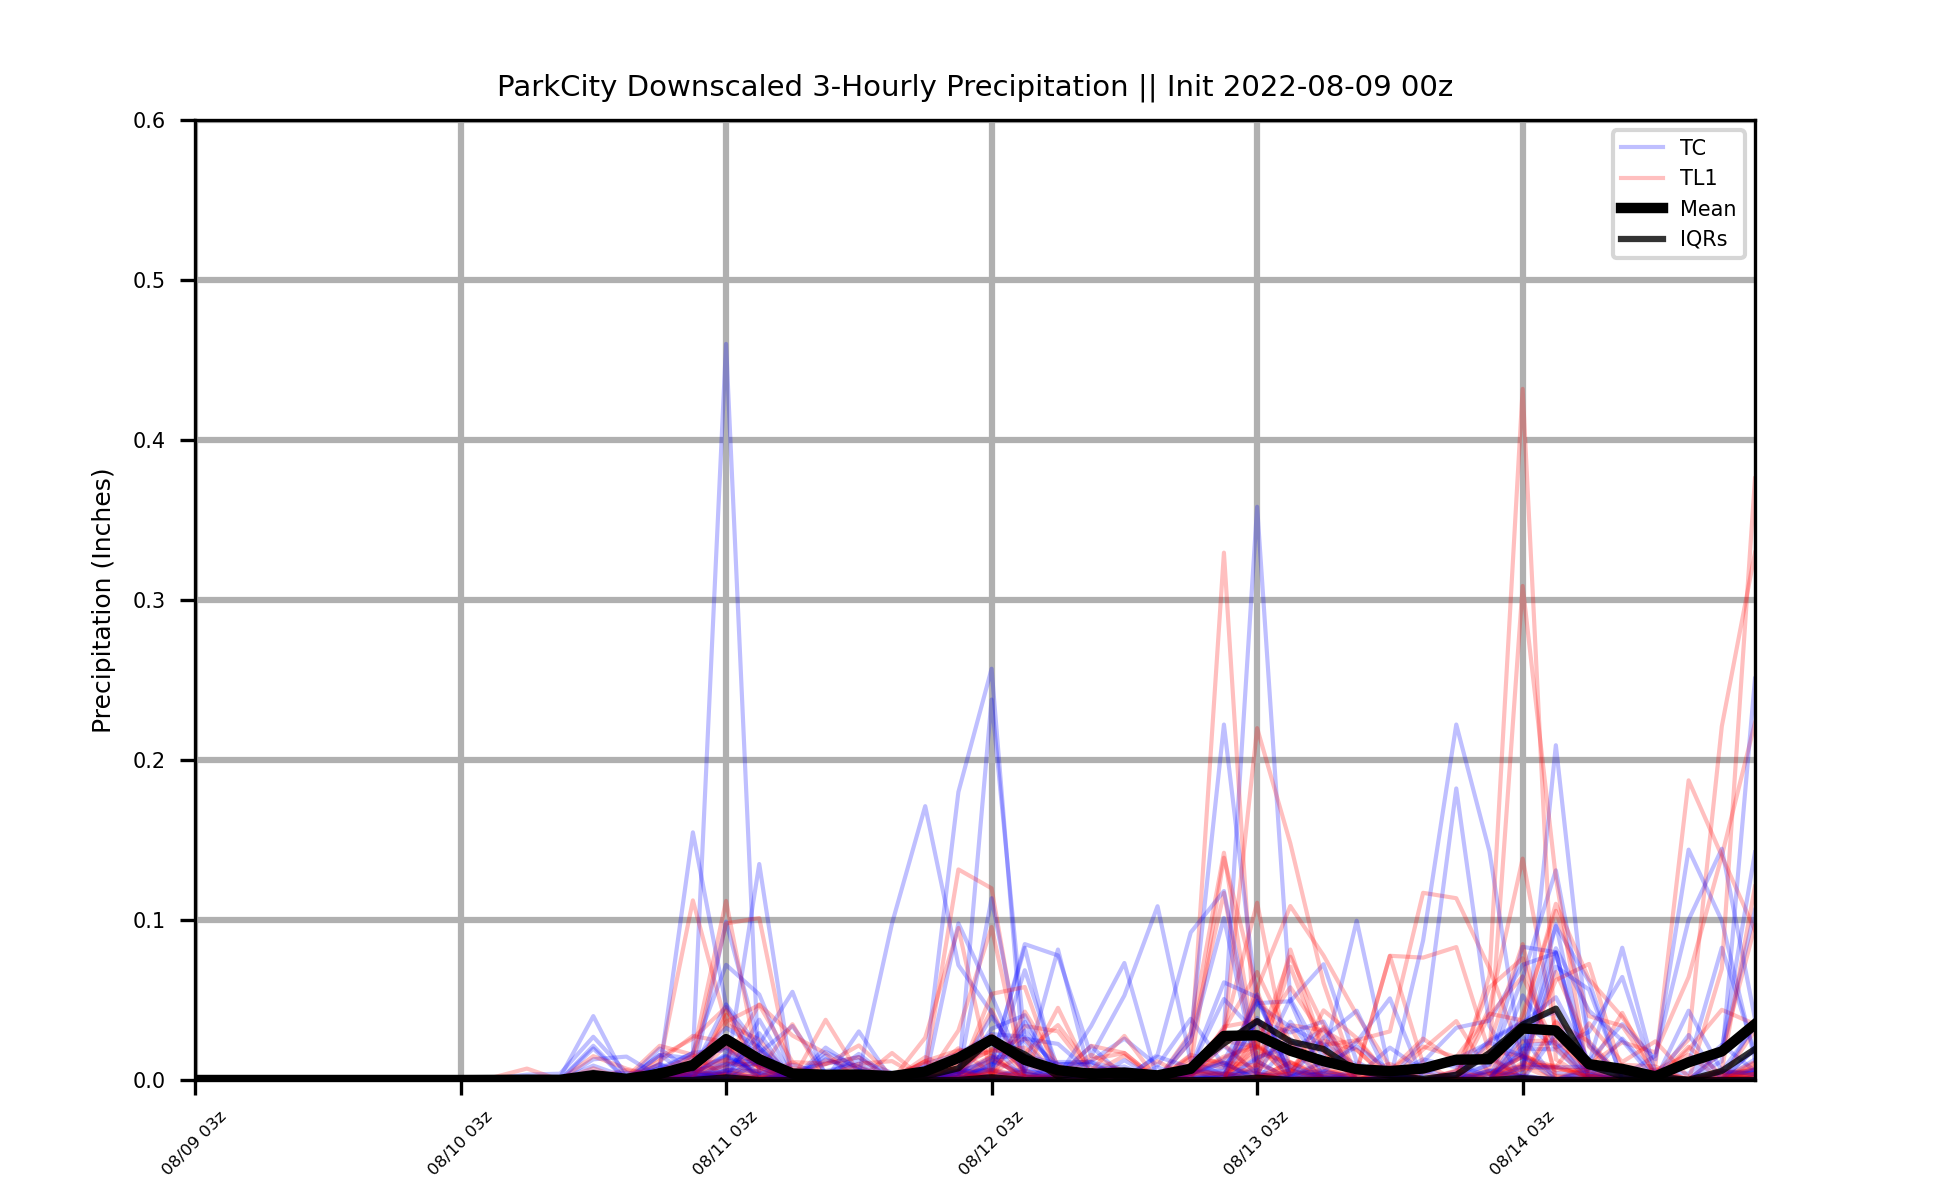 ParkCity Downscaled 3-Hourly Precipitation || Init 2022-08-09 00z
0.6
0.5
0.4
0.3
0.2
0.1
0.0
Precipitation (Inches)
TC
TL1
Mean
IQRs
08/09 03z
08/10 03z
08/11 03z
08/12 03z
08/13 03z
08/14 03z